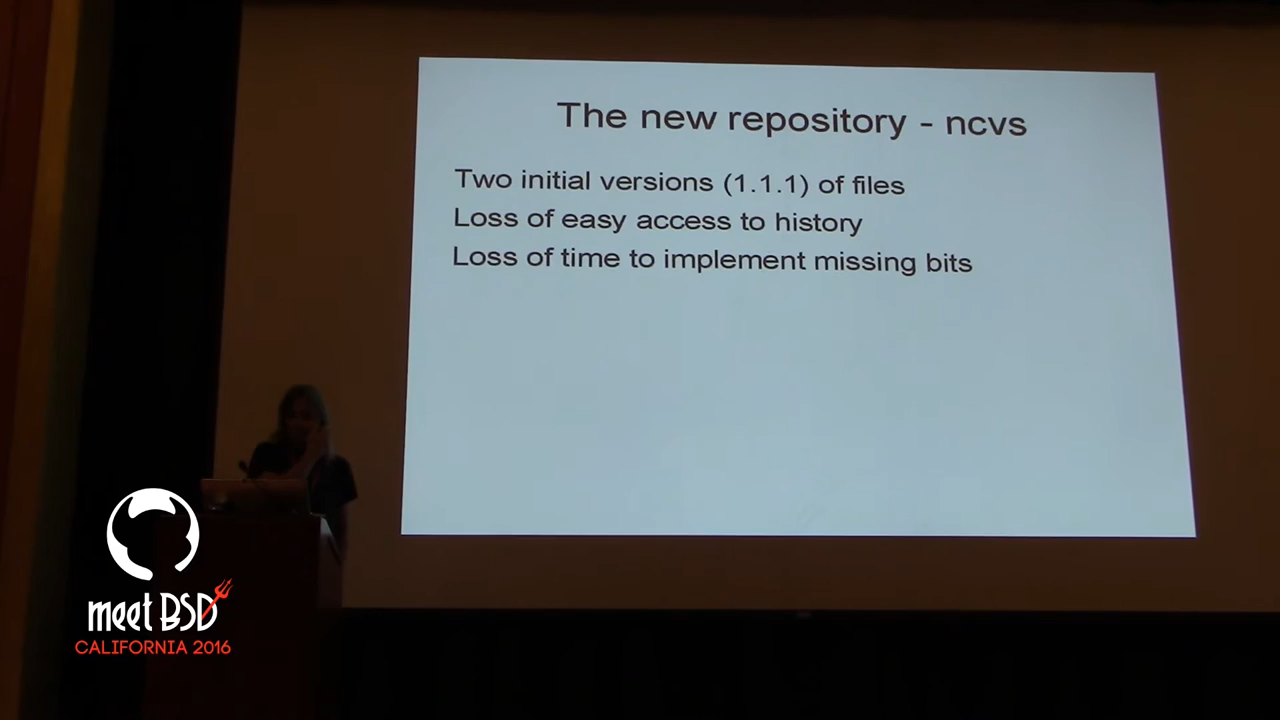 The new repository - ncvs
Two initial versions (1.1.1) of files
Loss of easy access to history
Loss of time to implement missing bits
meet BSD
CALIFORNIA 2016